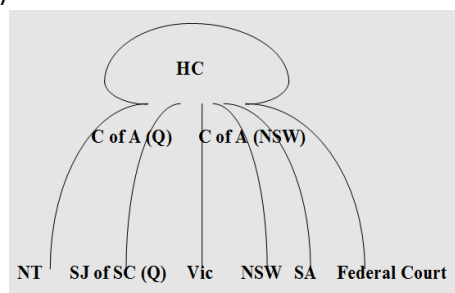 )
HC
C of A (Q) C of A (NSW)
NT SJ of SC (Q) Vic NSW SA Federal Court